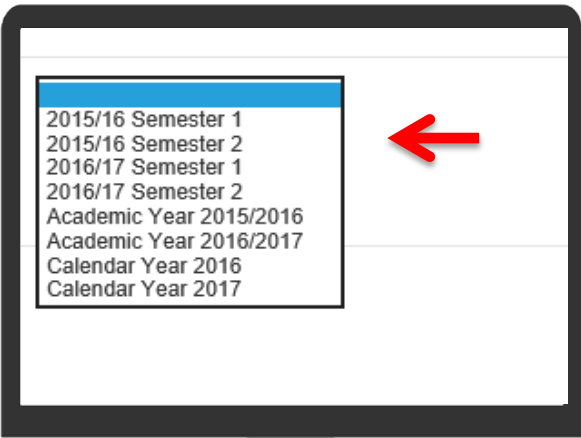 2015/16 Semester 1
2015/16 Semester 2
2016/17 Semester 1
2016/17 Semester 2
Academic Year 2015/2016
Academic Year 2016/2017
Calendar Year 2016
Calendar Year 2017